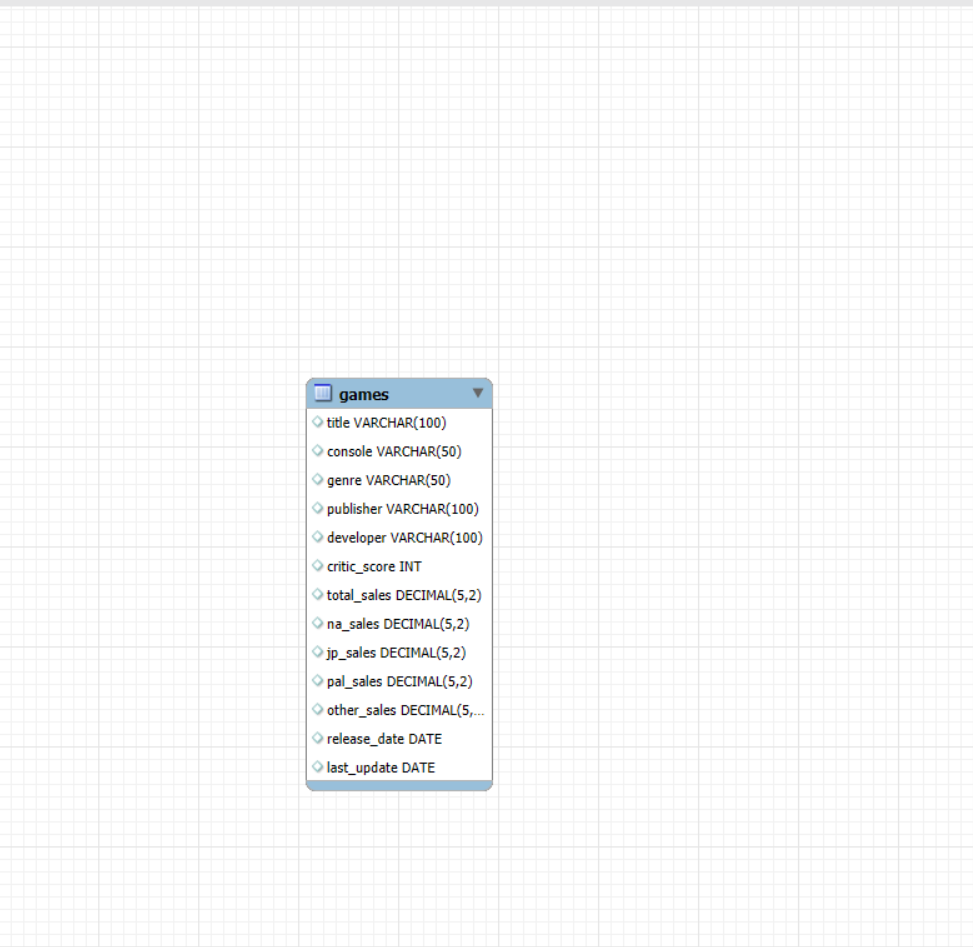 games
title VARCHAR(100)
console VARCHAR(50)
genre VARCHAR(50)
publisher VARCHAR(100)
developer VARCHAR(100)
critic_score INT
total_sales DECIMAL(5,2)
na_sales DECIMAL(5,2)
jp_sales DECIMAL(5,2)
pal_sales DECIMAL(5,2)
other_sales DECIMAL(5,...
release_date DATE
last_update DATE